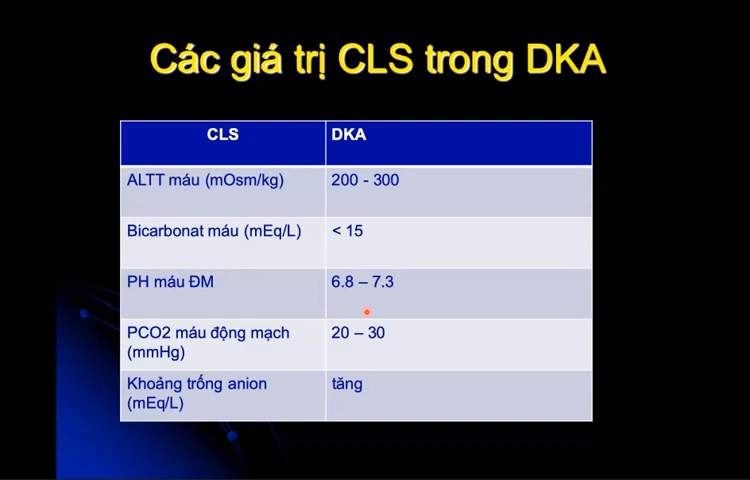 Các giá trị CLS trong DKA
CLS DKA
ALTT máu (mOsm/kg) 200 - 300
Bicarbonat máu (mEq/L) < 15
PH máu ĐM 6.8 – 7.3
PCO2 máu động mạch 20 – 30
(mmHg)
Khoảng trống anion tăng
(mEq/L)